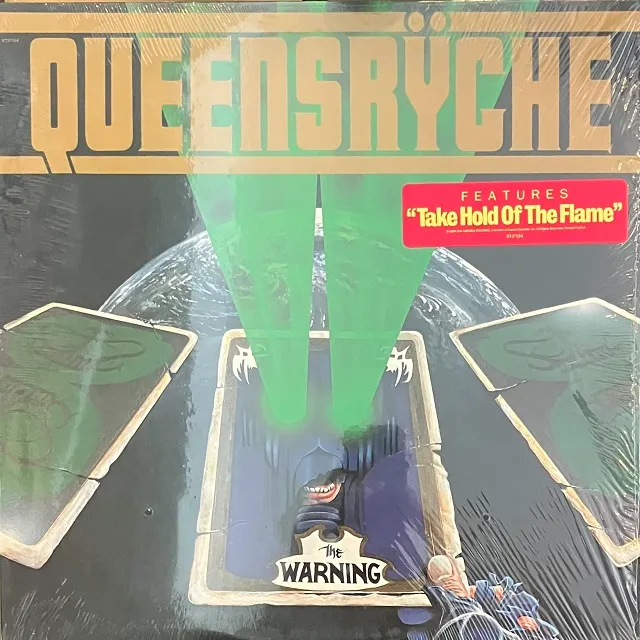 QUEENSRŸCHE
FEATURES
“Take Hold Of The Flame”
The
WARNING